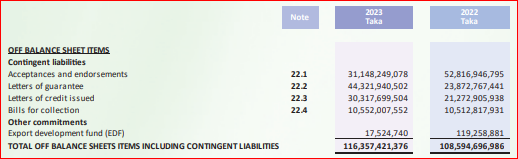 Note 2023 Taka 2022 Taka
OFF BALANCE SHEET ITEMS
Contingent liabilities
Acceptances and endorsements 22.1 31,148,249,078 52,816,946,795
Letters of guarantee 22.2 44,321,940,502 23,872,767,441
Letters of credit issued 22.3 30,317,699,504 21,272,905,938
Bills for collection 22.4 10,552,007,552 10,512,817,931
Other commitments
Export development fund (EDF) 17,524,740 119,258,881
TOTAL OFF BALANCE SHEETS ITEMS INCLUDING CONTINGENT LIABILITIES 116,357,421,376 108,594,696,986